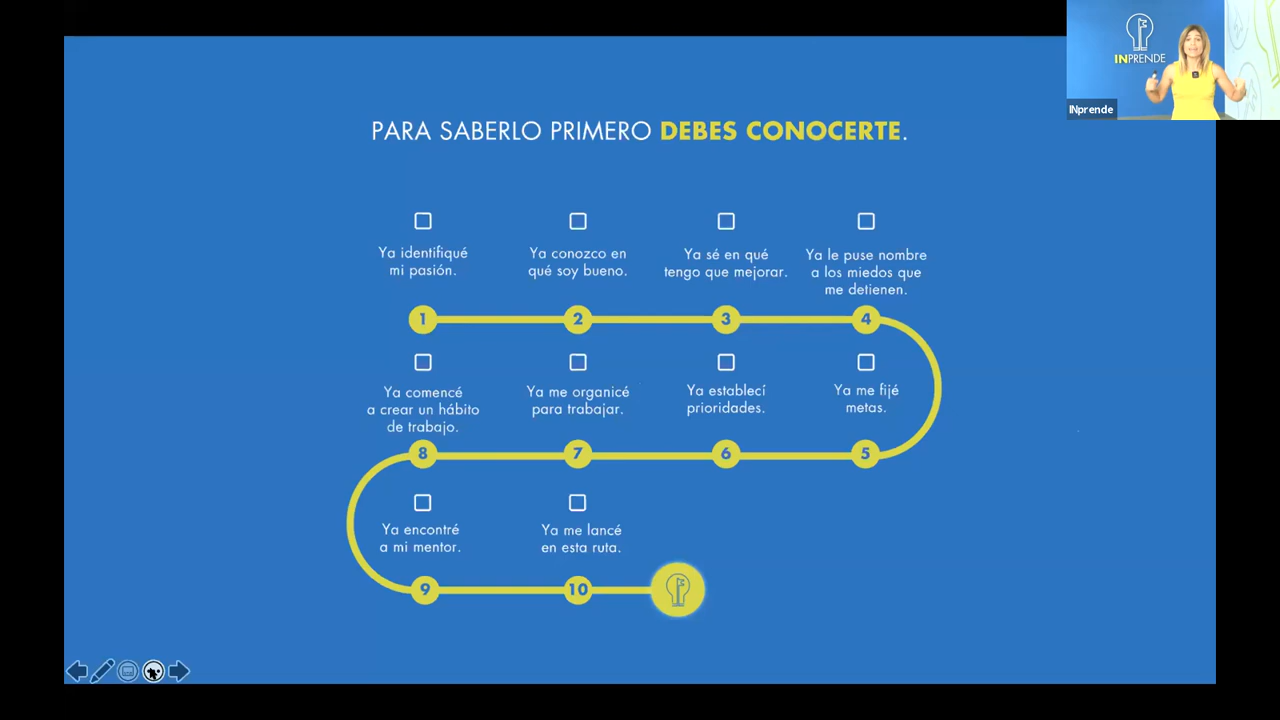 INPRENDE
INprende
PARA SABERLO PRIMERO DEBES CONOCERTE.
Ya identifiqué
mi pasión.
Ya conozco en
qué soy bueno.
Ya sé en qué
tengo que mejorar.
Ya le puse nombre
a los miedos que
me detienen.
1
2
3
4
Ya comencé
a crear un hábito
de trabajo.
Ya me organicé
para trabajar.
Ya establecí
prioridades.
Ya me fijé
metas.
8
7
6
5
Ya encontré
a mi mentor.
Ya me lancé
en esta ruta.
9
10